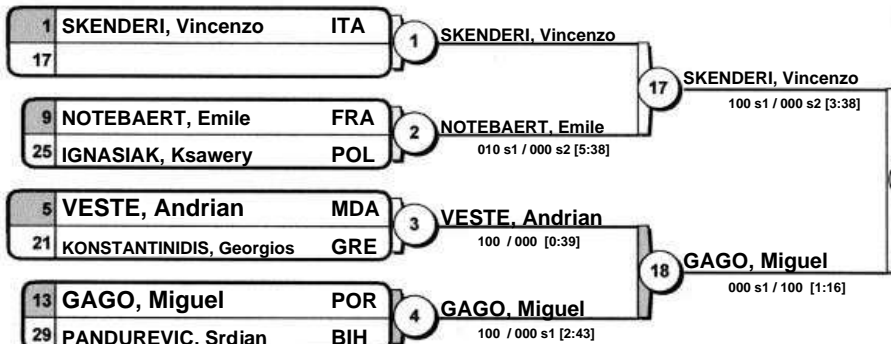 1 SKENDERI, Vincenzo ITA
17
1
SKENDERI, Vincenzo
9 NOTEBAERT, Emile FRA
25 IGNASIAK, Ksawery POL
2
NOTEBAERT, Emile
010 s1 / 000 s2 [5:38]
17
SKENDERI, Vincenzo
100 s1 / 000 s2 [3:38]
5 VESTE, Andrian MDA
21 KONSTANTINIDIS, Georgios GRE
3
VESTE, Andrian
100 / 000 [0:39]
13 GAGO, Miguel POR
29 PANDUREVIC, Srdjan BIH
4
GAGO, Miguel
100 / 000 s1 [2:43]
18
GAGO, Miguel
000 s1 / 100 [1:16]